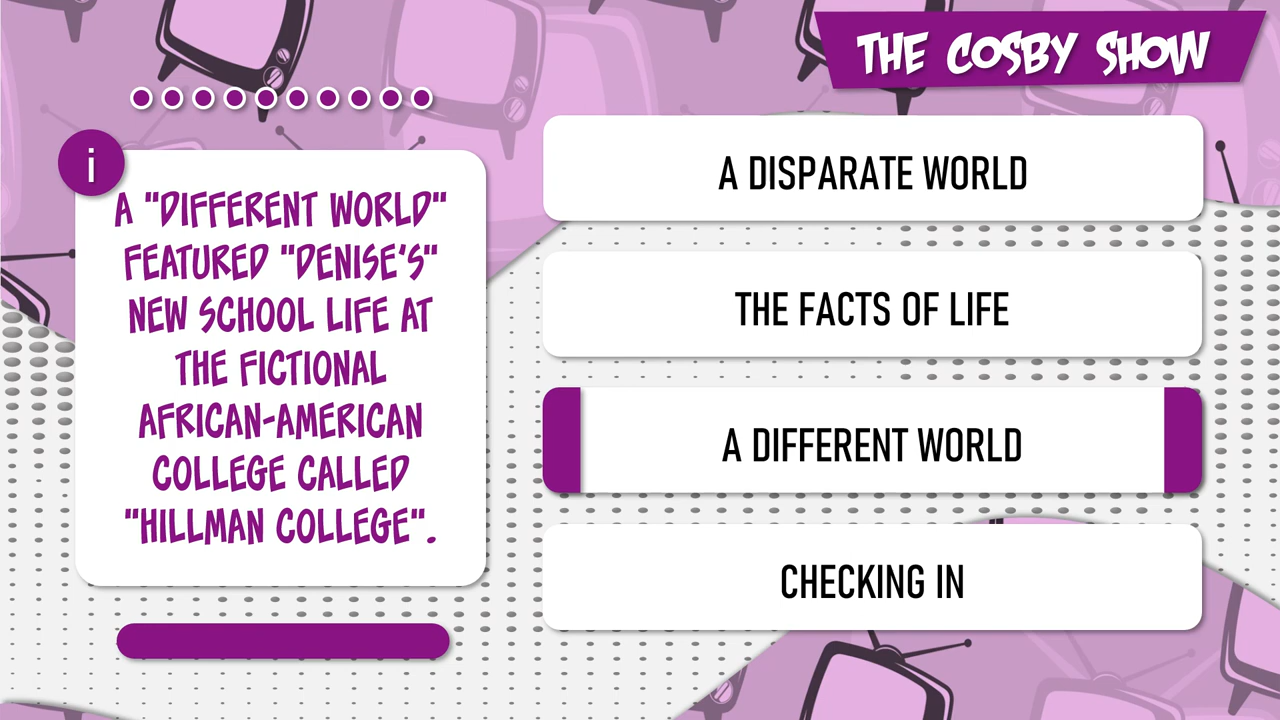 THE COSBY SHOW
i
A "DIFFERENT WORLD"
FEATURED "DENISE'S"
NEW SCHOOL LIFE AT
THE FICTIONAL
AFRICAN-AMERICAN
COLLEGE CALLED
"HILLMAN COLLEGE".
A DISPARATE WORLD
THE FACTS OF LIFE
A DIFFERENT WORLD
CHECKING IN